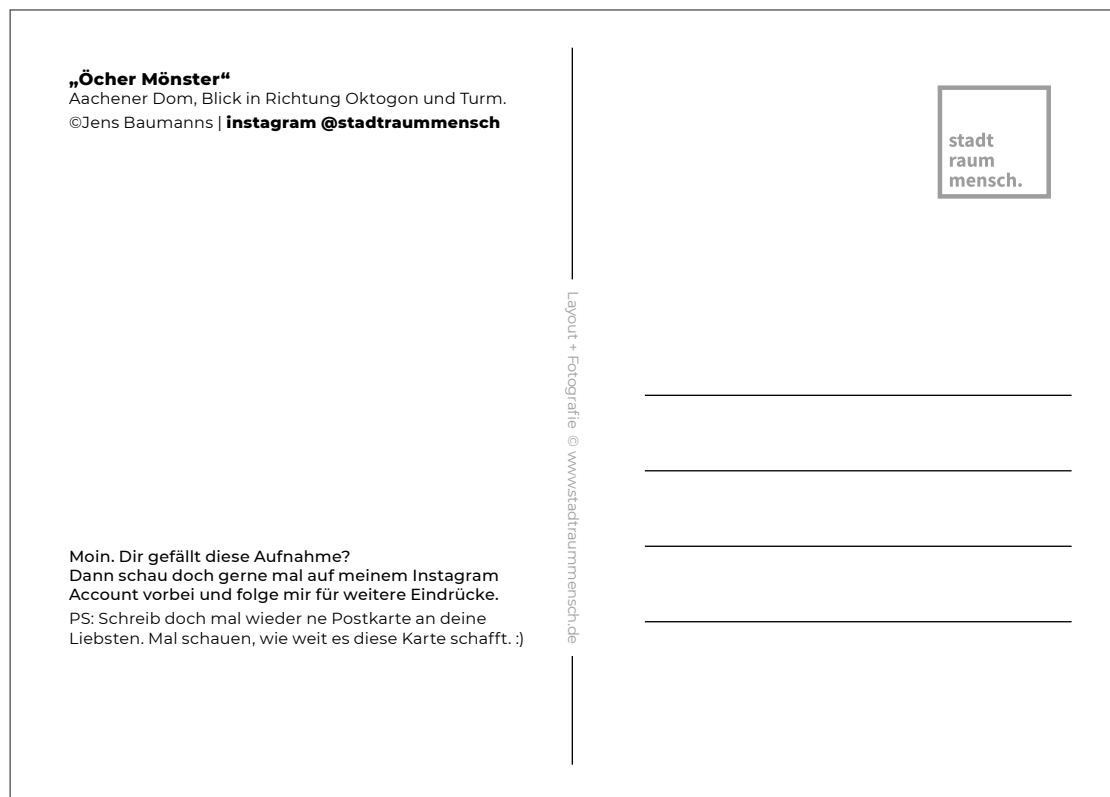 „Öcher Mönster“
Aachener Dom, Blick in Richtung Oktogon und Turm.
©Jens Baumanns | instagram @stadtraummensch
Moin. Dir gefällt diese Aufnahme?
Dann schau doch gerne mal auf meinem Instagram
Account vorbei und folge mir für weitere Eindrücke.
PS: Schreib doch mal wieder ne Postkarte an deine
Liebsten. Mal schauen, wie weit es diese Karte schafft. :)
Layout + Fotografie © www.stadtraummensch.de
stadt
raum
mensch.